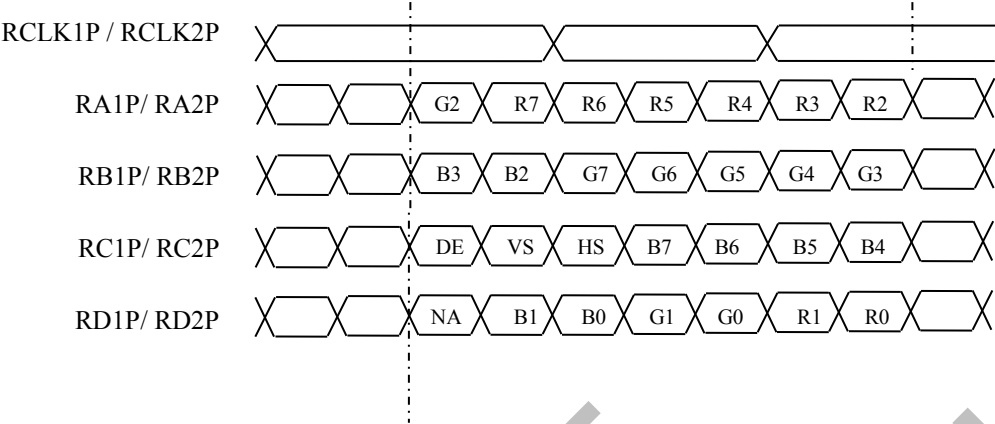 RCLK1P / RCLK2P
RA1P/ RA2P G2 R7 R6 R5 R4 R3 R2
RB1P/ RB2P B3 B2 G7 G6 G5 G4 G3
RC1P/ RC2P DE VS HS B7 B6 B5 B4
RD1P/ RD2P NA B1 B0 G1 G0 R1 R0